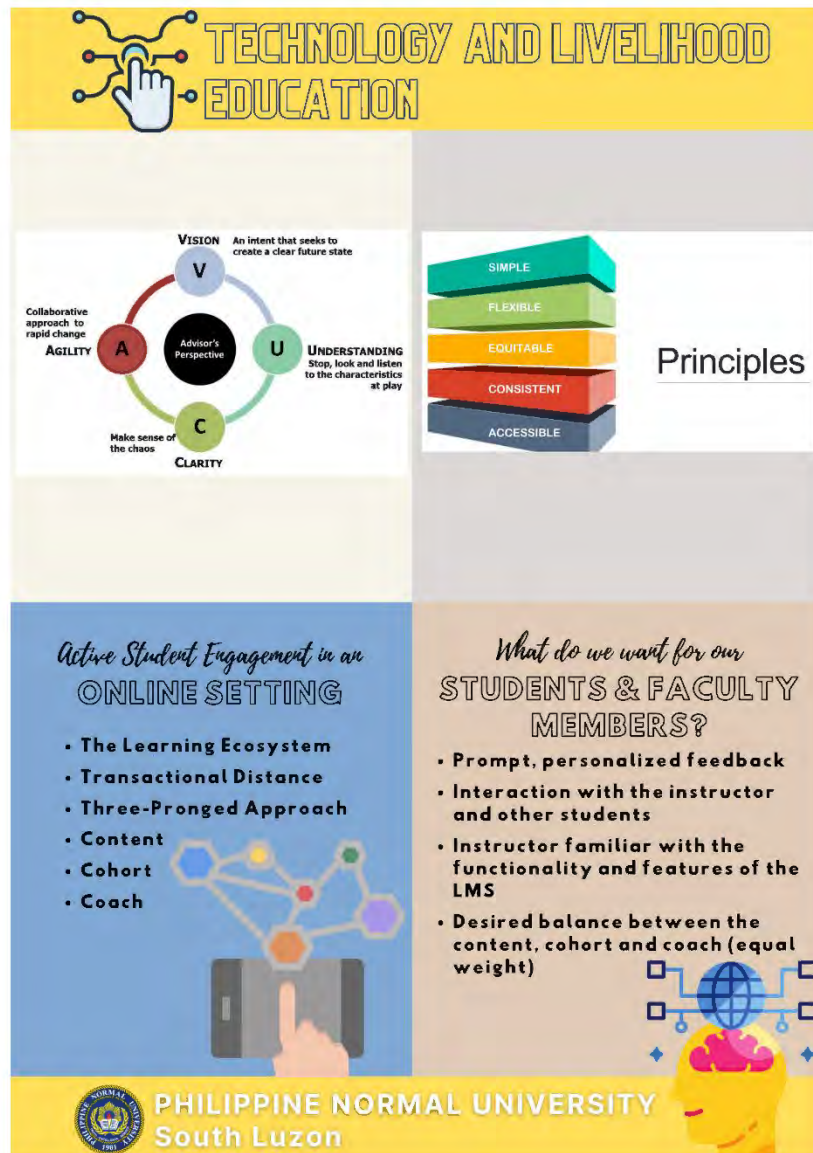 TECHNOLOGY AND LIVELIHOOD
EDUCATION
VISION
An intent that seeks to
create a clear future state
V
Collaborative
approach to
rapid change
AGILITY
A
Advisor's
Perspective
U
UNDERSTANDING
Stop, look and listen
to the characteristics
at play
C
Make sense of
the chaos
CLARITY
SIMPLE
FLEXIBLE
EQUITABLE
CONSISTENT
ACCESSIBLE
Principles
Active Student Engagement in an
ONLINE SETTING
• The Learning Ecosystem
• Transactional Distance
• Three-Pronged Approach
• Content
• Cohort
• Coach
What do we want for our
STUDENTS & FACULTY
MEMBERS?
• Prompt, personalized feedback
• Interaction with the instructor
and other students
• Instructor familiar with the
functionality and features of the
LMS
• Desired balance between the
content, cohort and coach (equal
weight)
PHILIPPINE NORMAL UNIVERSITY
1901
PHILIPPINE NORMAL UNIVERSITY
South Luzon